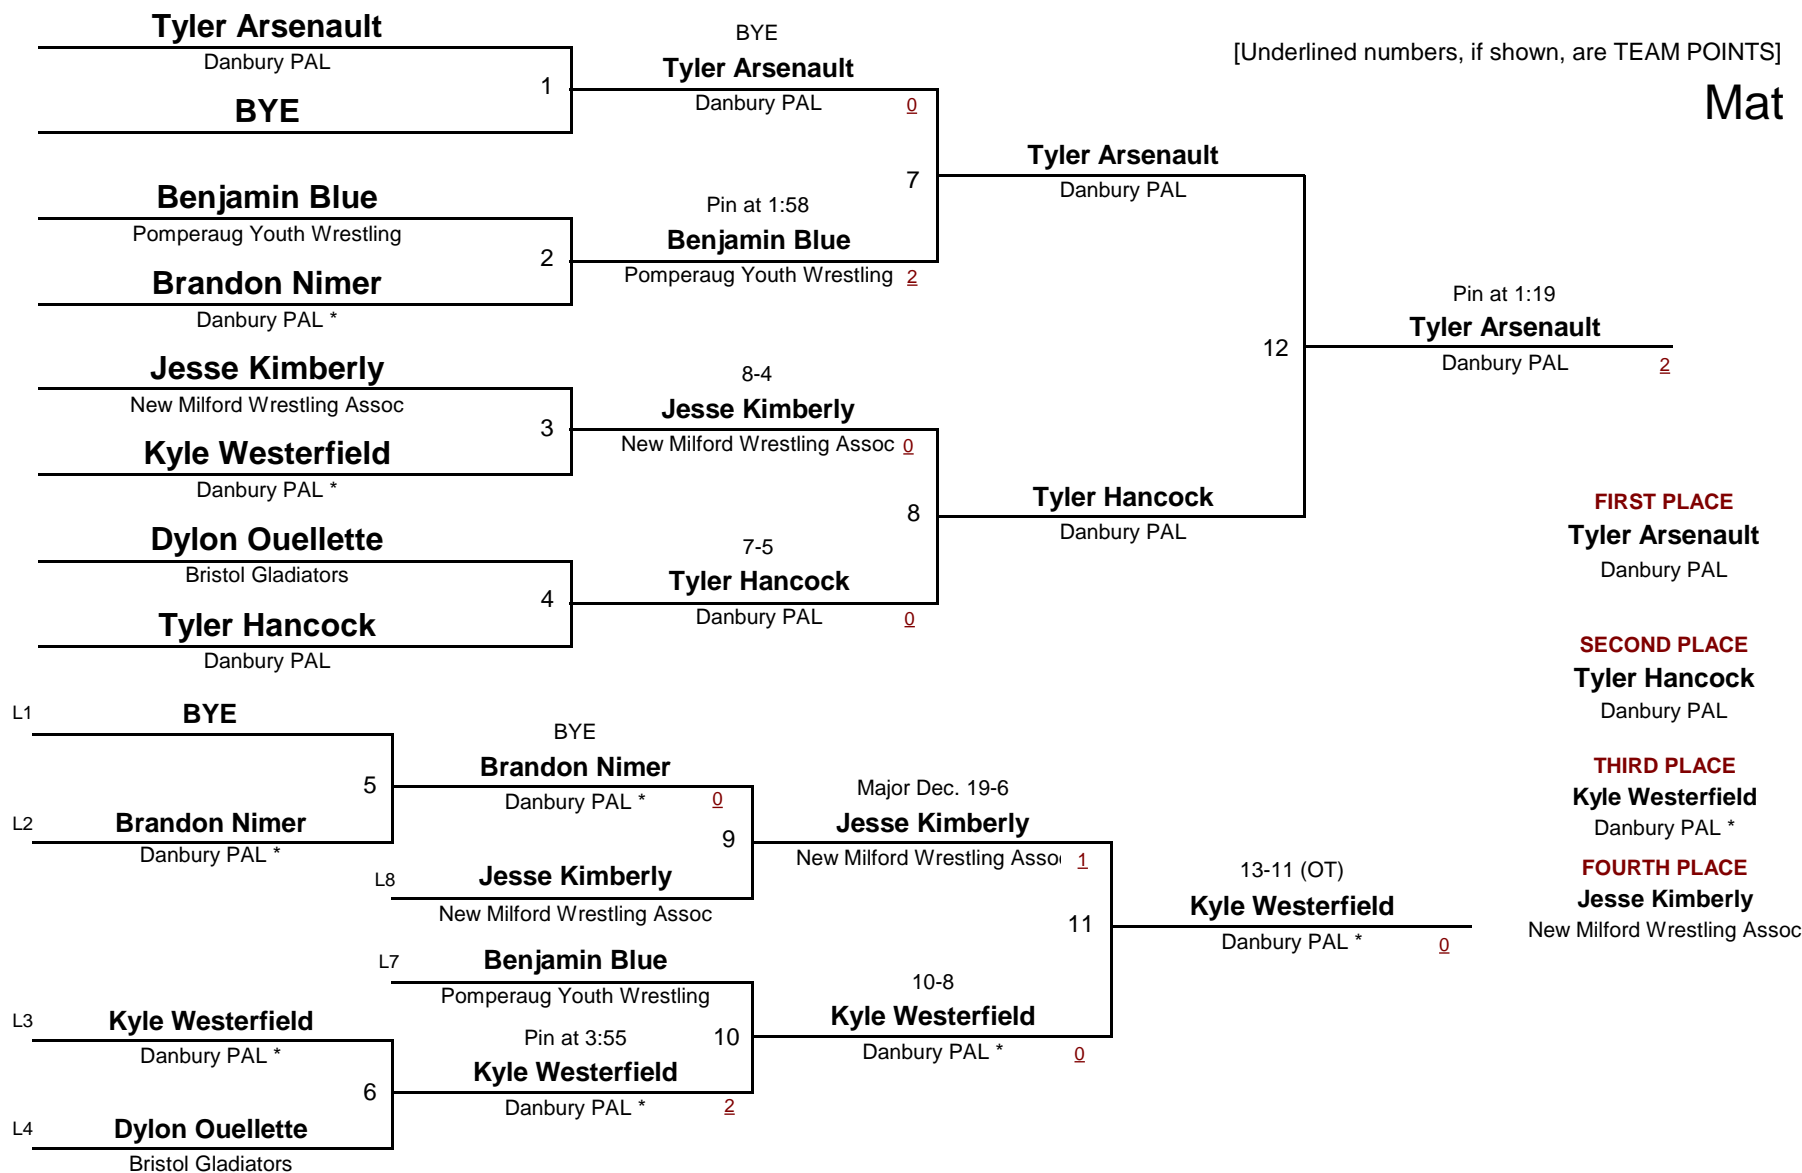 [Underlined numbers, if shown, are TEAM POINTS]
Mat
Tyler Arsenault
Danbury PAL
1
BYE
Benjamin Blue
Pomperaug Youth Wrestling
2
Brandon Nimer
Danbury PAL *
Jesse Kimberly
New Milford Wrestling Assoc
3
Kyle Westerfield
Danbury PAL *
Dylon Ouellette
Bristol Gladiators
4
Tyler Hancock
Danbury PAL
BYE
Tyler Arsenault
Danbury PAL 0
7
Pin at 1:58
Benjamin Blue
Pomperaug Youth Wrestling 2
8-4
Jesse Kimberly
New Milford Wrestling Assoc 0
8
7-5
Tyler Hancock
Danbury PAL 0
Tyler Arsenault
Danbury PAL
12
Tyler Hancock
Danbury PAL
Pin at 1:19
Tyler Arsenault
Danbury PAL 2
FIRST PLACE
Tyler Arsenault
Danbury PAL
SECOND PLACE
Tyler Hancock
Danbury PAL
THIRD PLACE
Kyle Westerfield
Danbury PAL *
FOURTH PLACE
Jesse Kimberly
New Milford Wrestling Assoc
L1 BYE
5
L2 Brandon Nimer
Danbury PAL *
L3 Kyle Westerfield
Danbury PAL *
6
L4 Dylon Ouellette
Bristol Gladiators
BYE
Brandon Nimer
Danbury PAL * 0
9
L8 Jesse Kimberly
New Milford Wrestling Assoc
L7 Benjamin Blue
Pomperaug Youth Wrestling
10
Pin at 3:55
Kyle Westerfield
Danbury PAL * 2
Major Dec. 19-6
Jesse Kimberly
New Milford Wrestling Asso 1
11
10-8
Kyle Westerfield
Danbury PAL * 0
13-11 (OT)
Kyle Westerfield
Danbury PAL * 0